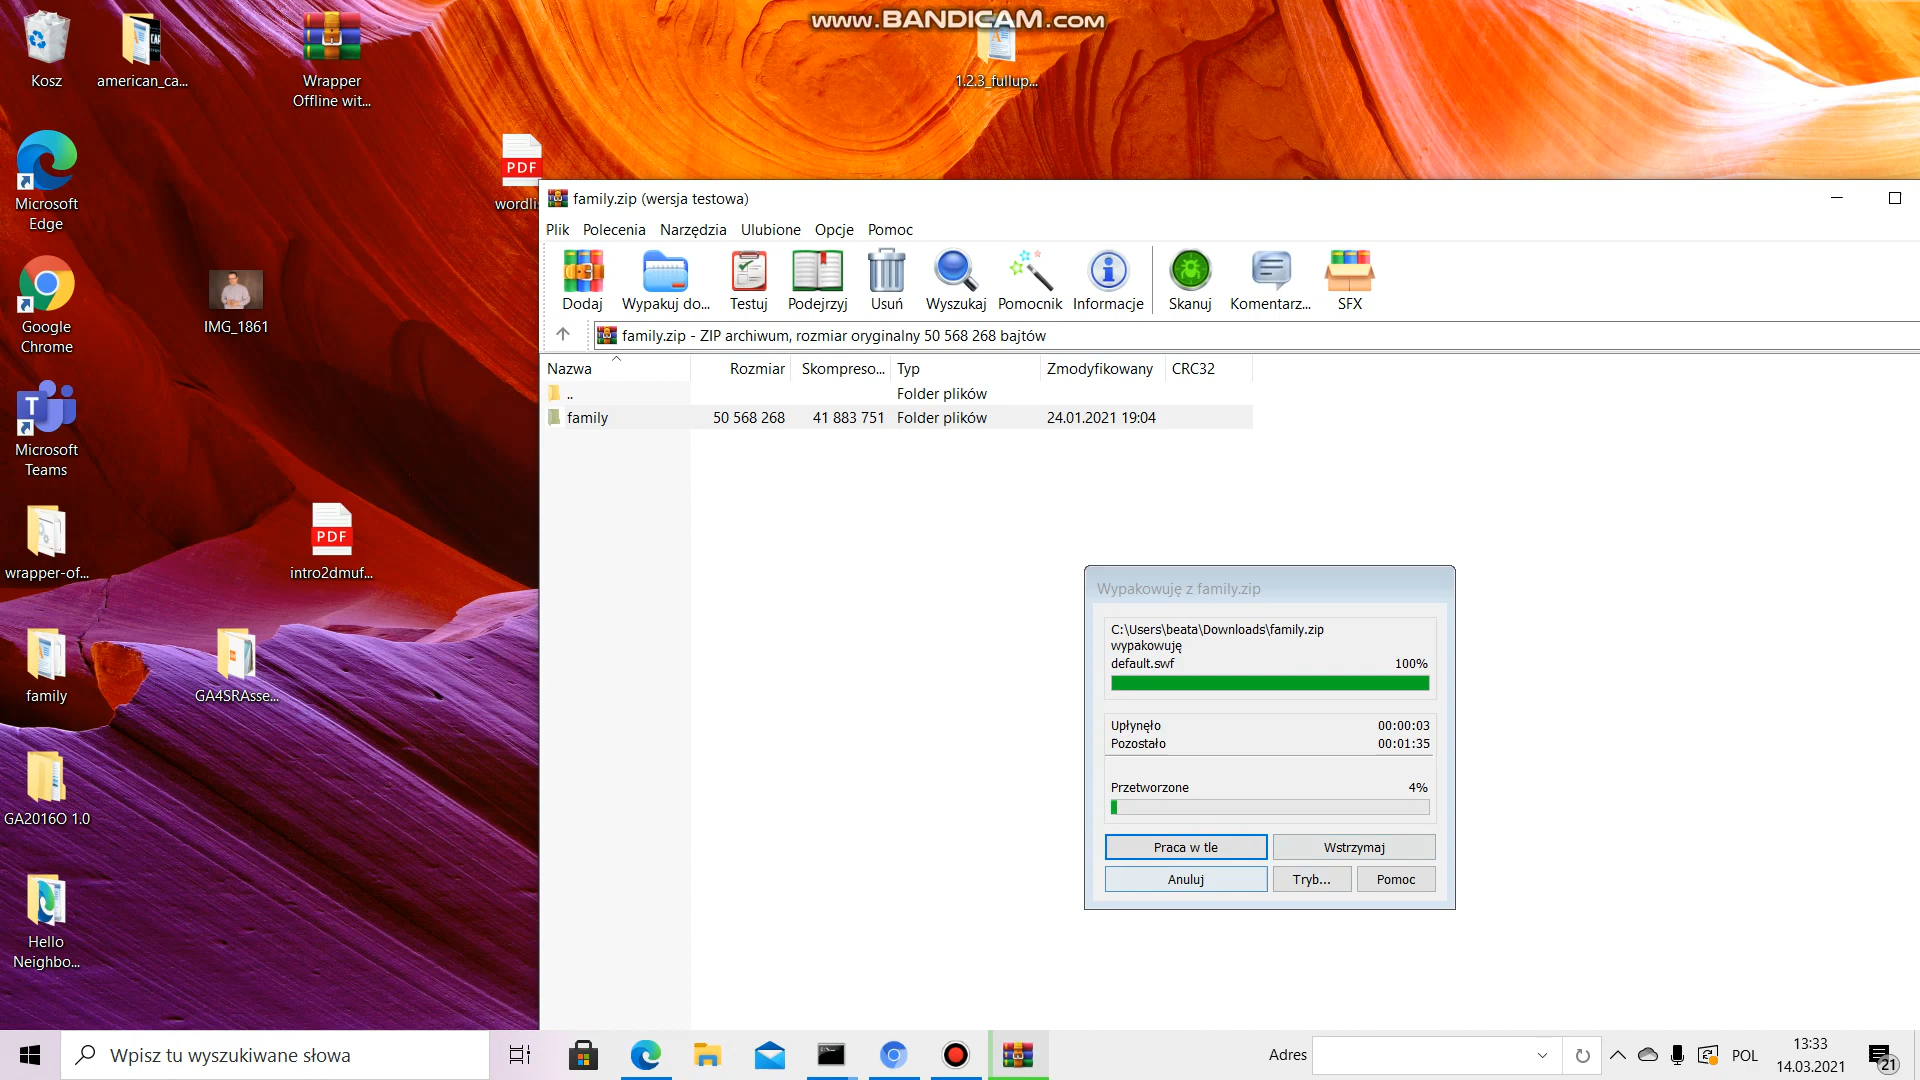 www.BANDICAM.com
Kosz
american_ca...
Wrapper
Offline wit...
1.2.3_fullup...
Microsoft
Edge
PDF
wordli
Google
Chrome
IMG_1861
Microsoft
Teams
wrapper-of...
PDF
intro2dmuf...
family
GA4SRAsse...
GA2016O 1.0
Hello
Neighbo...
family.zip (wersja testowa)
Plik Polecenia Narzędzia Ulubione Opcje Pomoc
Dodaj Wypakuj do... Testuj Podejrzyj Usuń Wyszukaj Pomocnik Informacje Skanuj Komentarz... SFX
family.zip - ZIP archiwum, rozmiar oryginalny 50 568 268 bajtów
Nazwa Rozmiar Skompreso... Typ Zmodyfikowany CRC32
.. Folder plików
family 50 568 268 41 883 751 Folder plików 24.01.2021 19:04
Wypakowuję z family.zip
C:\Users\beata\Downloads\family.zip
wypakowuję
default.swf 100%
Upłynęło 00:00:03
Pozostało 00:01:35
Przetworzone 4%
Praca w tle Wstrzymaj
Anuluj Tryb... Pomoc
Wpisz tu wyszukiwane słowa
Adres
POL
13:33
14.03.2021
21